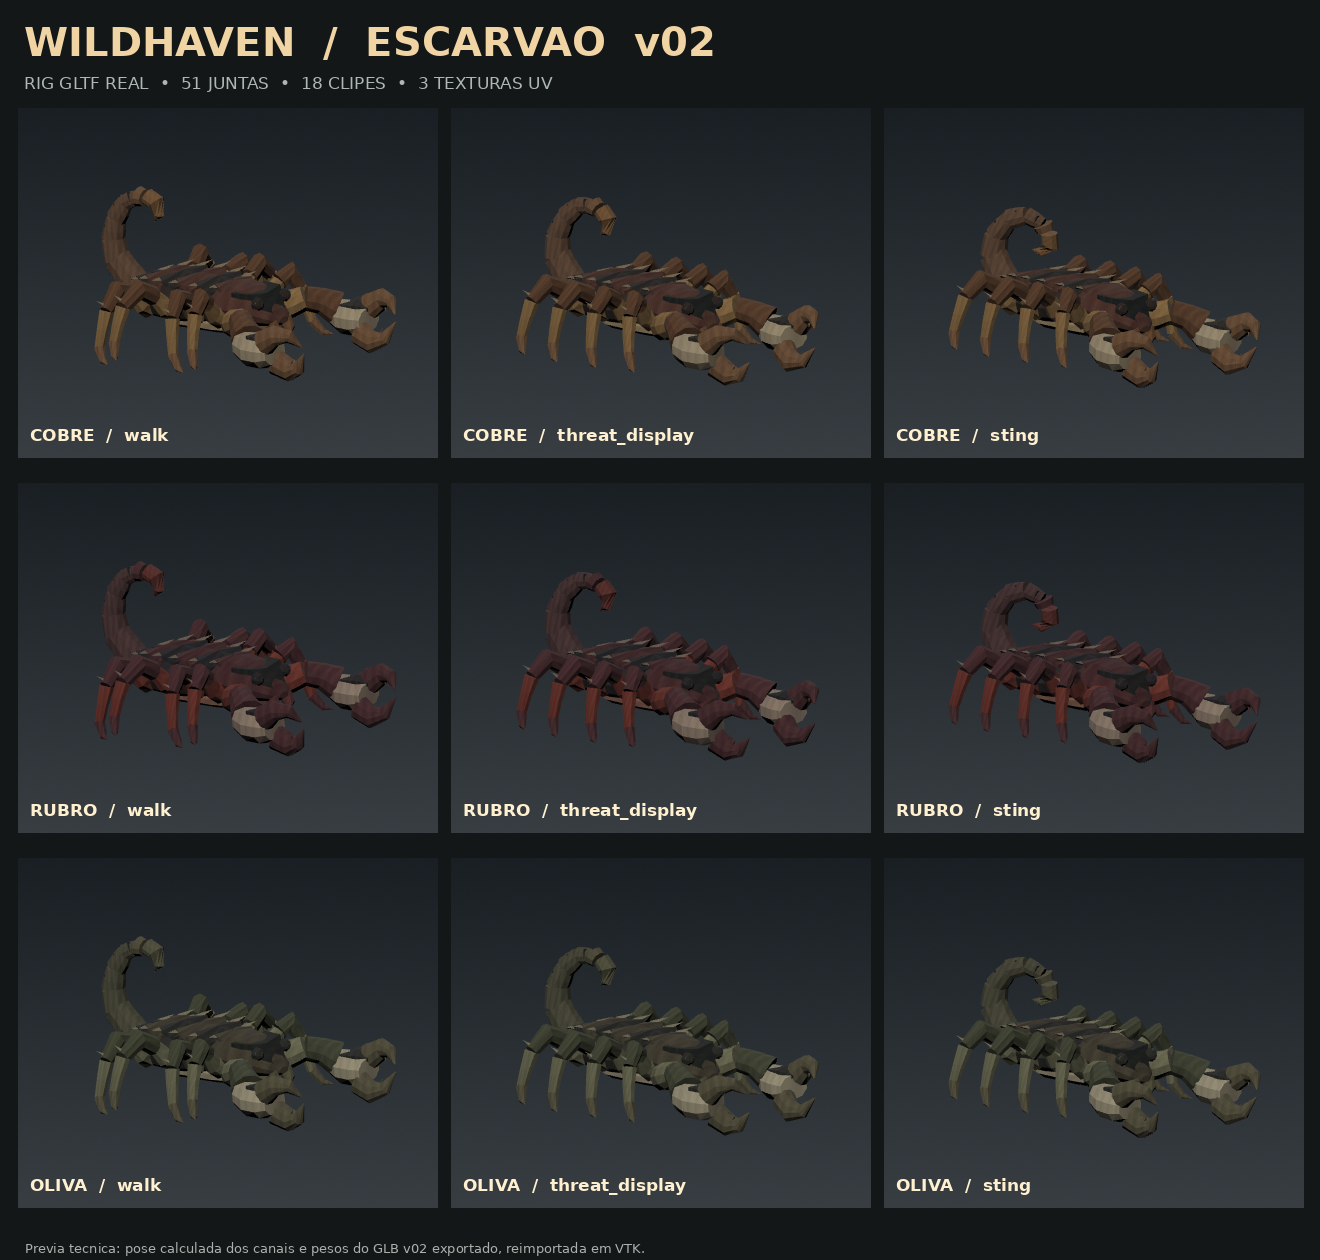 WILDHAVEN / ESCARVAO v02
RIG GLTF REAL • 51 JUNTAS • 18 CLIPES • 3 TEXTURAS UV
COBRE / walk
COBRE / threat_display
COBRE / sting
RUBRO / walk
RUBRO / threat_display
RUBRO / sting
OLIVA / walk
OLIVA / threat_display
OLIVA / sting
Previa tecnica: pose calculada dos canais e pesos do GLB v02 exportado, reimportada em VTK.